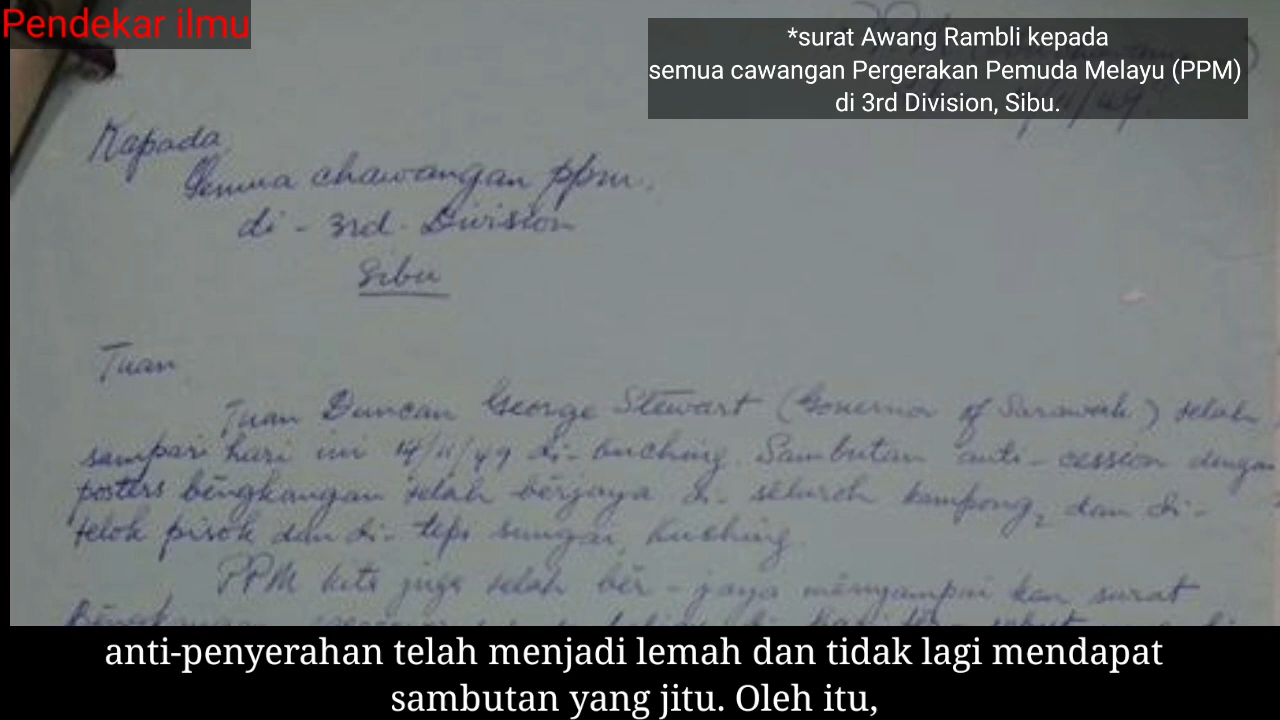 Pendekar ilmu
*surat Awang Rambli kepada
semua cawangan Pergerakan Pemuda Melayu (PPM)
di 3rd Division, Sibu.
Kapada
Semua chawangan ppm.
di - 3rd. Division
Sibu
Tuan
Tuan Duncan George Stewart (Governor of Sarawak) telah
sampai hari ini 14/11/49 di-kuching. Sambutan anti-cession dengan
posters bengkangan telah berjaya di- seluroh kampong2 dan di-
telok pisok dan di- tepi sungai Kuching.
PPM kita juga telah ber-jaya menyampai kan surat
anti-penyerahan telah menjadi lemah dan tidak lagi mendapat
sambutan yang jitu. Oleh itu,